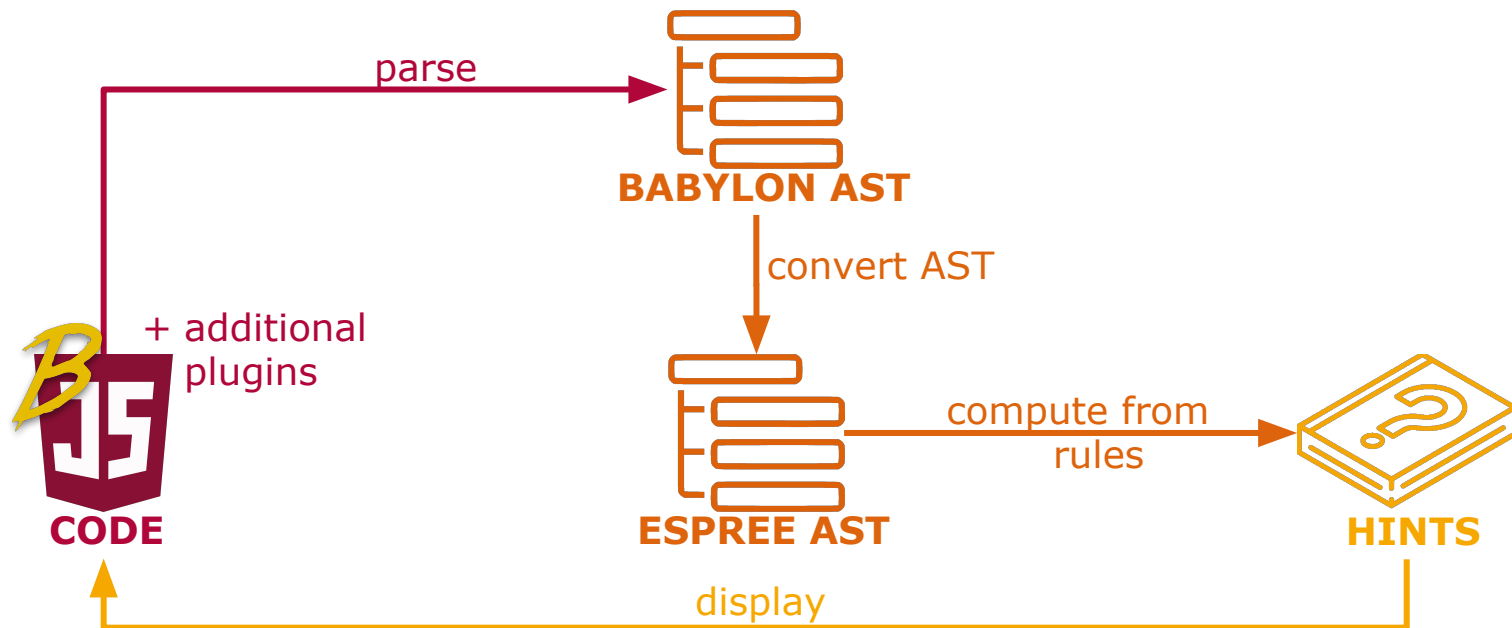 parse
BABYLON AST
convert AST
+ additional
plugins
B
JS
CODE
compute from
rules
ESPREE AST
?
HINTS
display